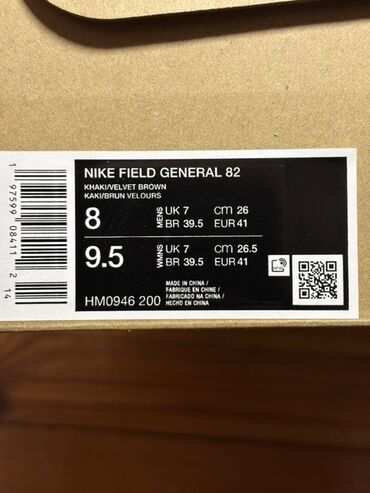 NIKE FIELD GENERAL 82
KHAKI/VELVET BROWN
KAKI/BRUN VELOURS
8 MENS UK 7 cm 26
BR 39.5 EUR 41
9.5 WMNS UK 7 cm 26.5
BR 39.5 EUR 41
HM0946 200
MADE IN CHINA /
FABRIQUE EN CHINE /
FABRICADO NA CHINA /
HECHO EN CHINA
1 97599 08411 2 14